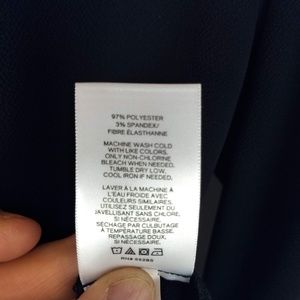 97% POLYESTER
3% SPANDEX/
FIBRE ÉLASTHANNE
MACHINE WASH COLD
WITH LIKE COLORS.
ONLY NON-CHLORINE
BLEACH WHEN NEEDED.
TUMBLE DRY LOW.
COOL IRON IF NEEDED.
LAVER À LA MACHINE À
L'EAU FROIDE AVEC
COULEURS SIMILAIRES,
UTILISEZ SEULEMENT DU
JAVELLISANT SANS CHLORE,
SI NÉCESSAIRE.
SÉCHAGE PAR CULBUTAGE
À TEMPÉRATURE BASSE.
REPASSAGE DOUX,
SI NÉCESSAIRE.